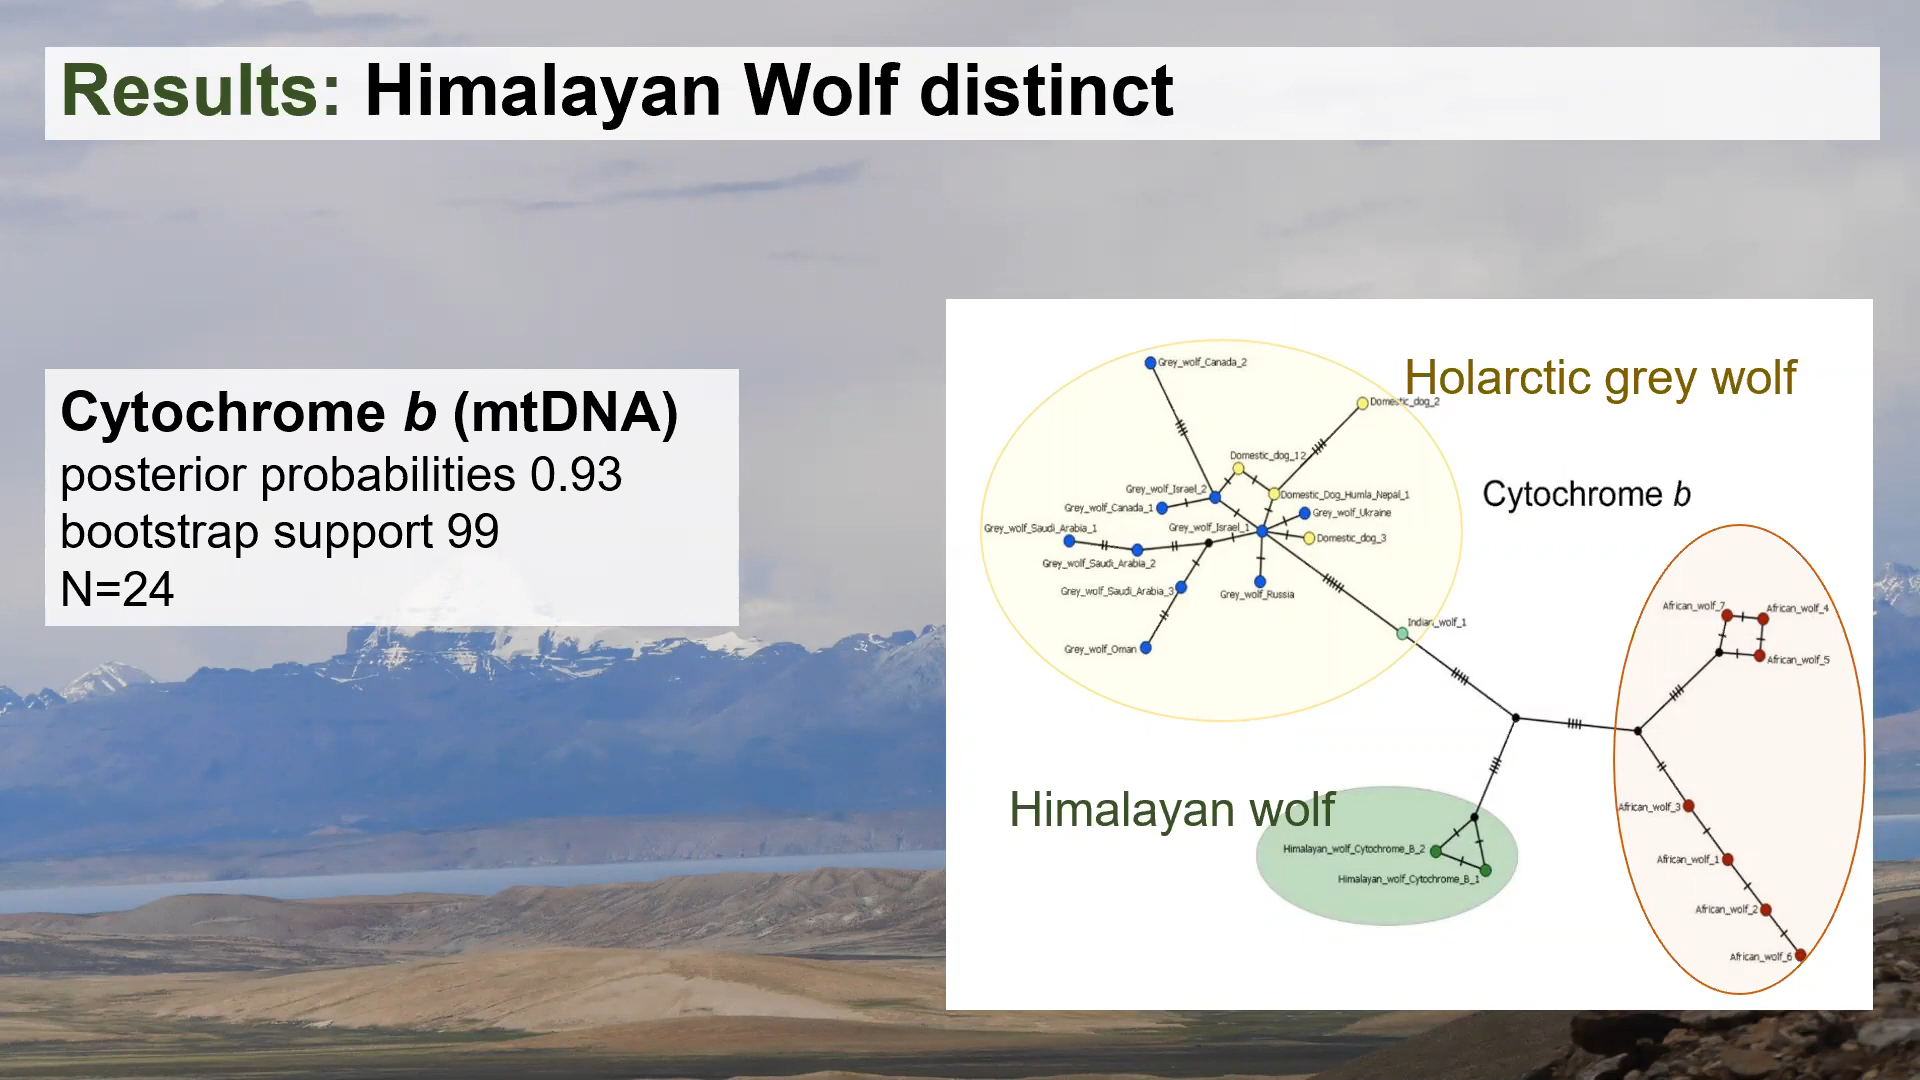 Results: Himalayan Wolf distinct
Cytochrome b (mtDNA)
posterior probabilities 0.93
bootstrap support 99
N=24
Holarctic grey wolf
Cytochrome b
Himalayan wolf
Grey_wolf_Canada_2
Domestic_dog_2
Domestic_dog_12
Grey_wolf_Israel_2
Domestic_Dog_Humla_Nepal_1
Grey_wolf_Canada_1
Grey_wolf_Ukraine
Grey_wolf_Saudi_Arabia_1
Grey_wolf_Israel_1
Domestic_dog_3
Grey_wolf_Saudi_Arabia_2
Grey_wolf_Saudi_Arabia_3
Grey_wolf_Russia
Grey_wolf_Oman
Indian_wolf_1
African_wolf_7
African_wolf_4
African_wolf_5
African_wolf_3
African_wolf_1
African_wolf_2
African_wolf_6
Himalayan_wolf_Cytochrome_B_2
Himalayan_wolf_Cytochrome_B_1